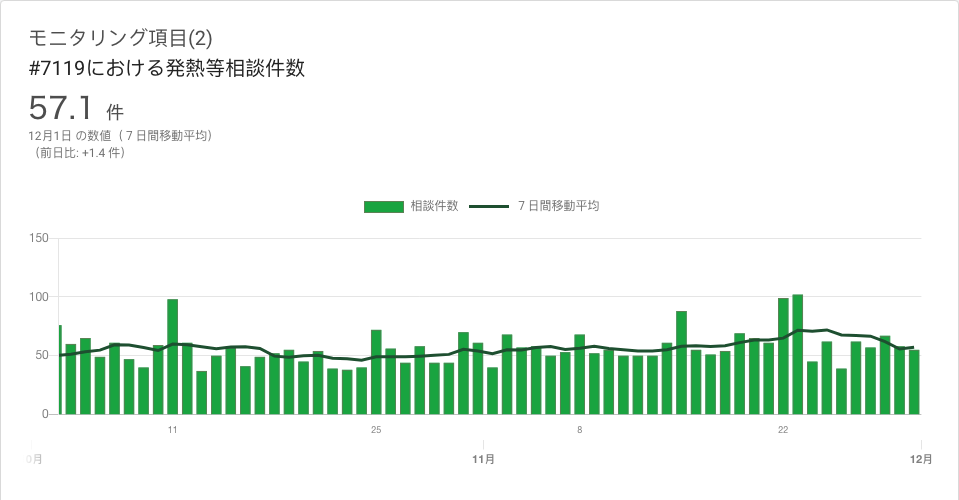 モニタリング項目(2)
#7119における発熱等相談件数
57.1 件
12月1日 の数値（７日間移動平均）
（前日比: +1.4 件）
相談件数 ７日間移動平均
150
100
50
0
11 25 8 22
0月 11月 12月